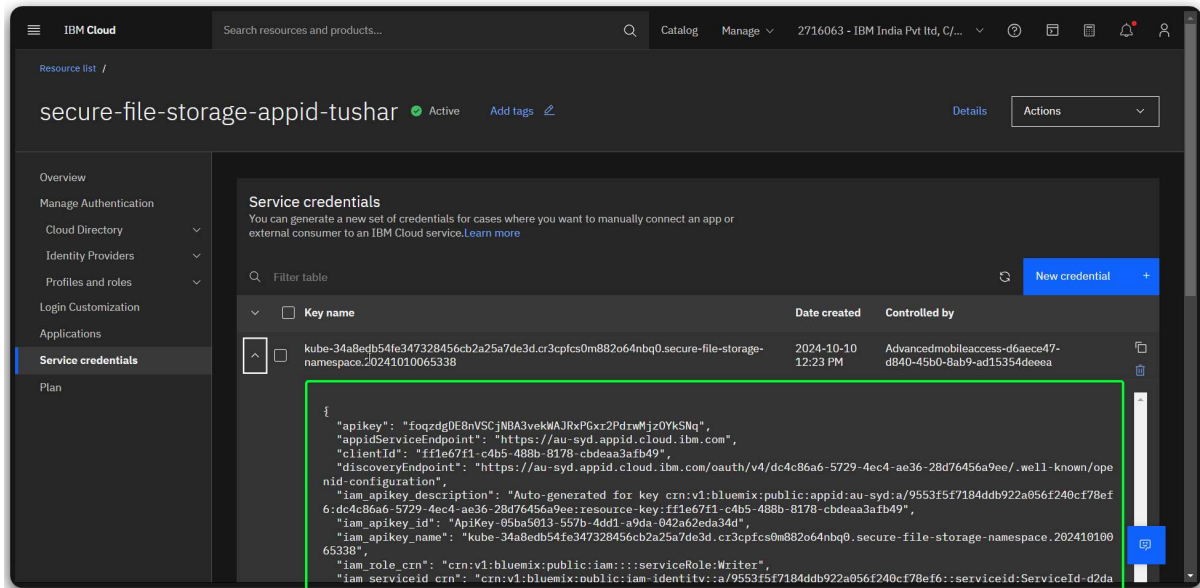 IBM Cloud
Search resources and products...
Catalog
Manage
2716063 - IBM India Pvt ltd, C/...
Resource list /
secure-file-storage-appid-tushar
Active
Add tags
Details
Actions
Overview
Manage Authentication
Cloud Directory
Identity Providers
Profiles and roles
Login Customization
Applications
Service credentials
Plan
Service credentials
You can generate a new set of credentials for cases where you want to manually connect an app or
external consumer to an IBM Cloud service.Learn more
Filter table
New credential +
Key name
Date created
Controlled by
kube-34a8edb54fe347328456cb2a25a7de3d.cr3cpfcs0m882o64nbq0.secure-file-storage-
namespace.20241010065338
2024-10-10
12:23 PM
Advancedmobileaccess-d6aece47-
d840-45b0-8ab9-ad15354deeea
{
"apikey": "foqzdgDE8nVSCjNBA3vekWAJRxPGxr2PdrwMjzOYkSNq",
"appidServiceEndpoint": "https://au-syd.appid.cloud.ibm.com",
"clientId": "ff1e67f1-c4b5-488b-8178-cbdeaa3afb49",
"discoveryEndpoint": "https://au-syd.appid.cloud.ibm.com/oauth/v4/dc4c86a6-5729-4ec4-ae36-28d76456a9ee/.well-known/ope
nid-configuration",
"iam_apikey_description": "Auto-generated for key crn:v1:bluemix:public:appid:au-syd:a/9553f5f7184ddb922a056f240cf78ef
6:dc4c86a6-5729-4ec4-ae36-28d76456a9ee:resource-key:ff1e67f1-c4b5-488b-8178-cbdeaa3afb49",
"iam_apikey_id": "ApiKey-05ba5013-557b-4dd1-a9da-042a62eda34d",
"iam_apikey_name": "kube-34a8edb54fe347328456cb2a25a7de3d.cr3cpfcs0m882o64nbq0.secure-file-storage-namespace.202410100
65338",
"iam_role_crn": "crn:v1:bluemix:public:iam::::serviceRole:Writer",
"iam_serviceid_crn": "crn:v1:bluemix:public:iam-identity::a/9553f5f7184ddb922a056f240cf78ef6::serviceid:ServiceId-d2da